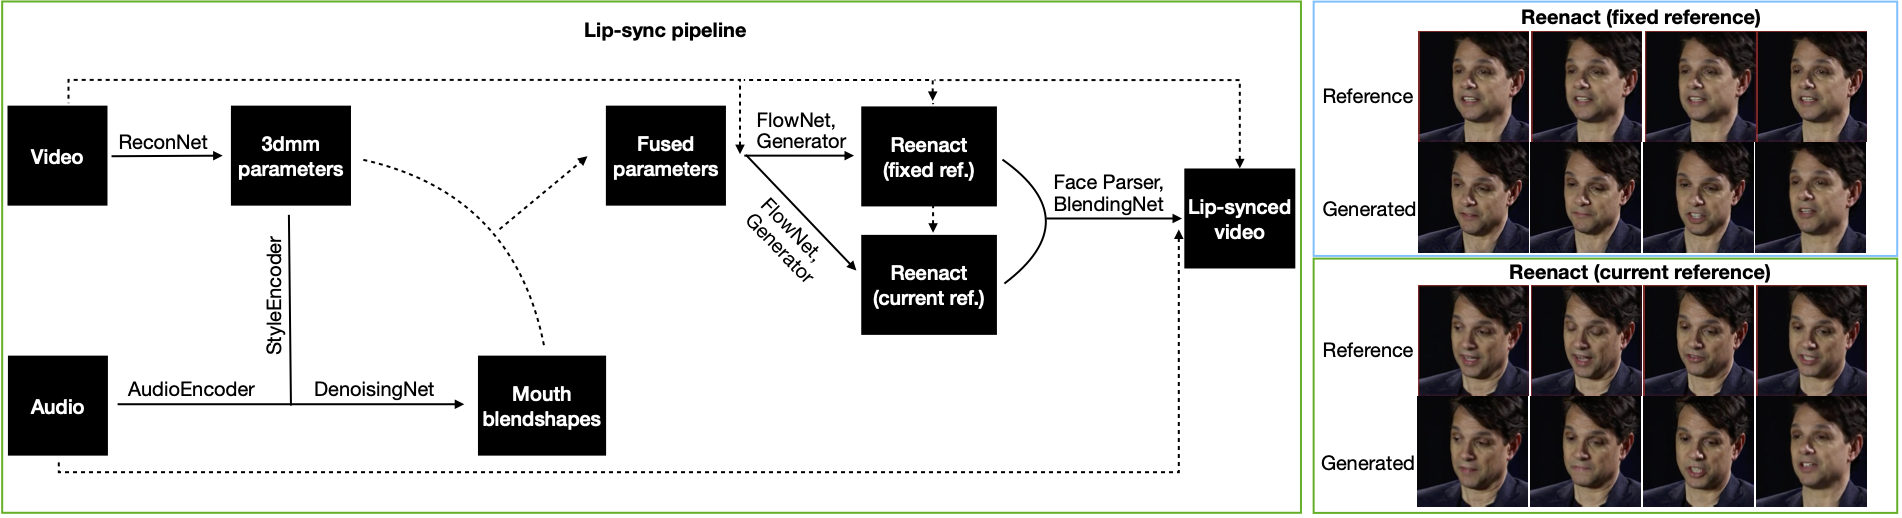 Lip-sync pipeline
Video
ReconNet
3dmm
parameters
StyleEncoder
Audio
AudioEncoder
DenoisingNet
Mouth
blendshapes
Fused
parameters
FlowNet,
Generator
FlowNet,
Generator
Reenact
(fixed ref.)
Reenact
(current ref.)
Face Parser,
BlendingNet
Lip-synced
video
Reenact (fixed reference)
Reference
Generated
Reenact (current reference)
Reference
Generated